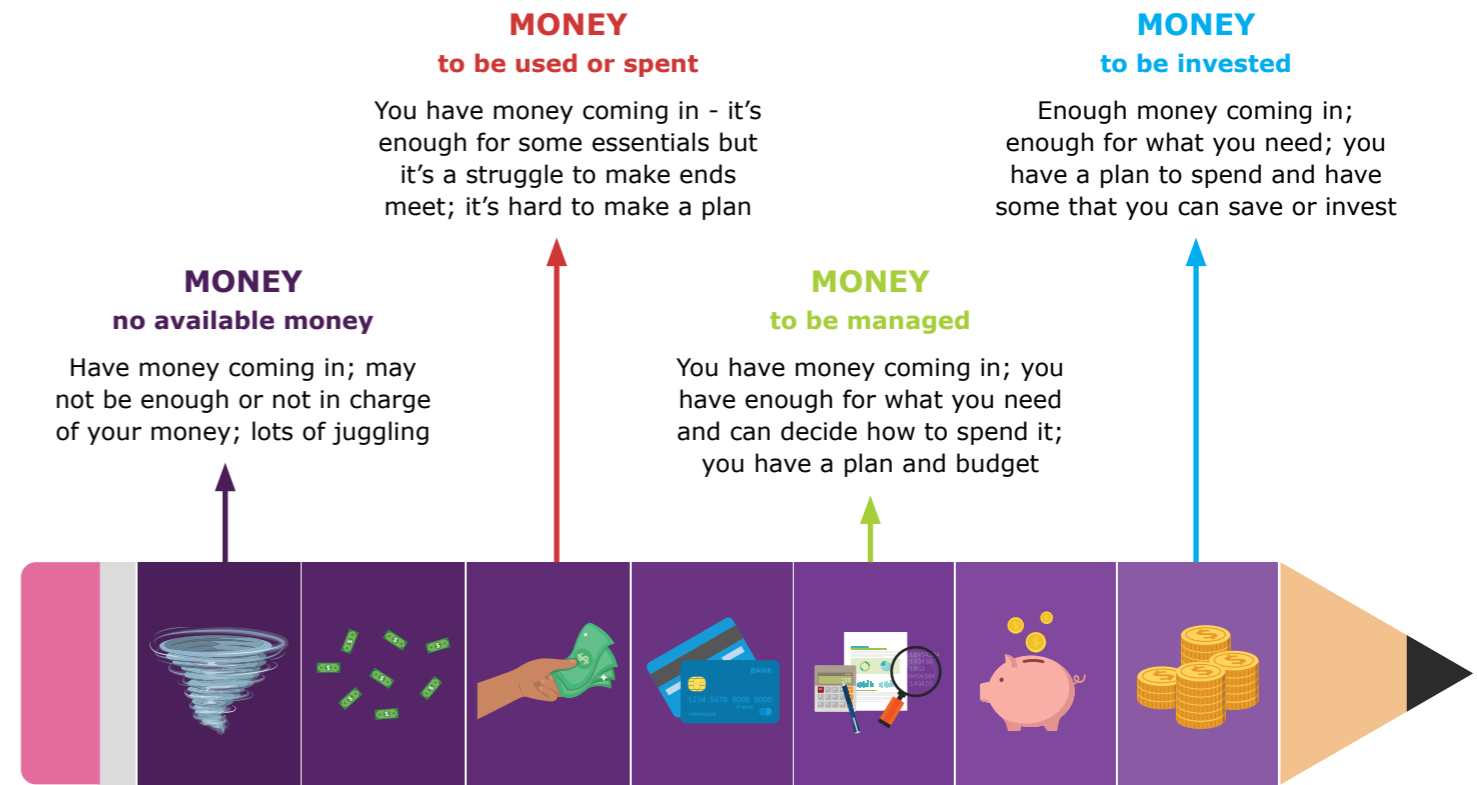 MONEY
no available money
Have money coming in; may
not be enough or not in charge
of your money; lots of juggling
MONEY
to be used or spent
You have money coming in - it’s
enough for some essentials but
it’s a struggle to make ends
meet; it’s hard to make a plan
MONEY
to be managed
You have money coming in; you
have enough for what you need
and can decide how to spend it;
you have a plan and budget
MONEY
to be invested
Enough money coming in;
enough for what you need; you
have a plan to spend and have
some that you can save or invest
BANK
1234 5678 9000 0000